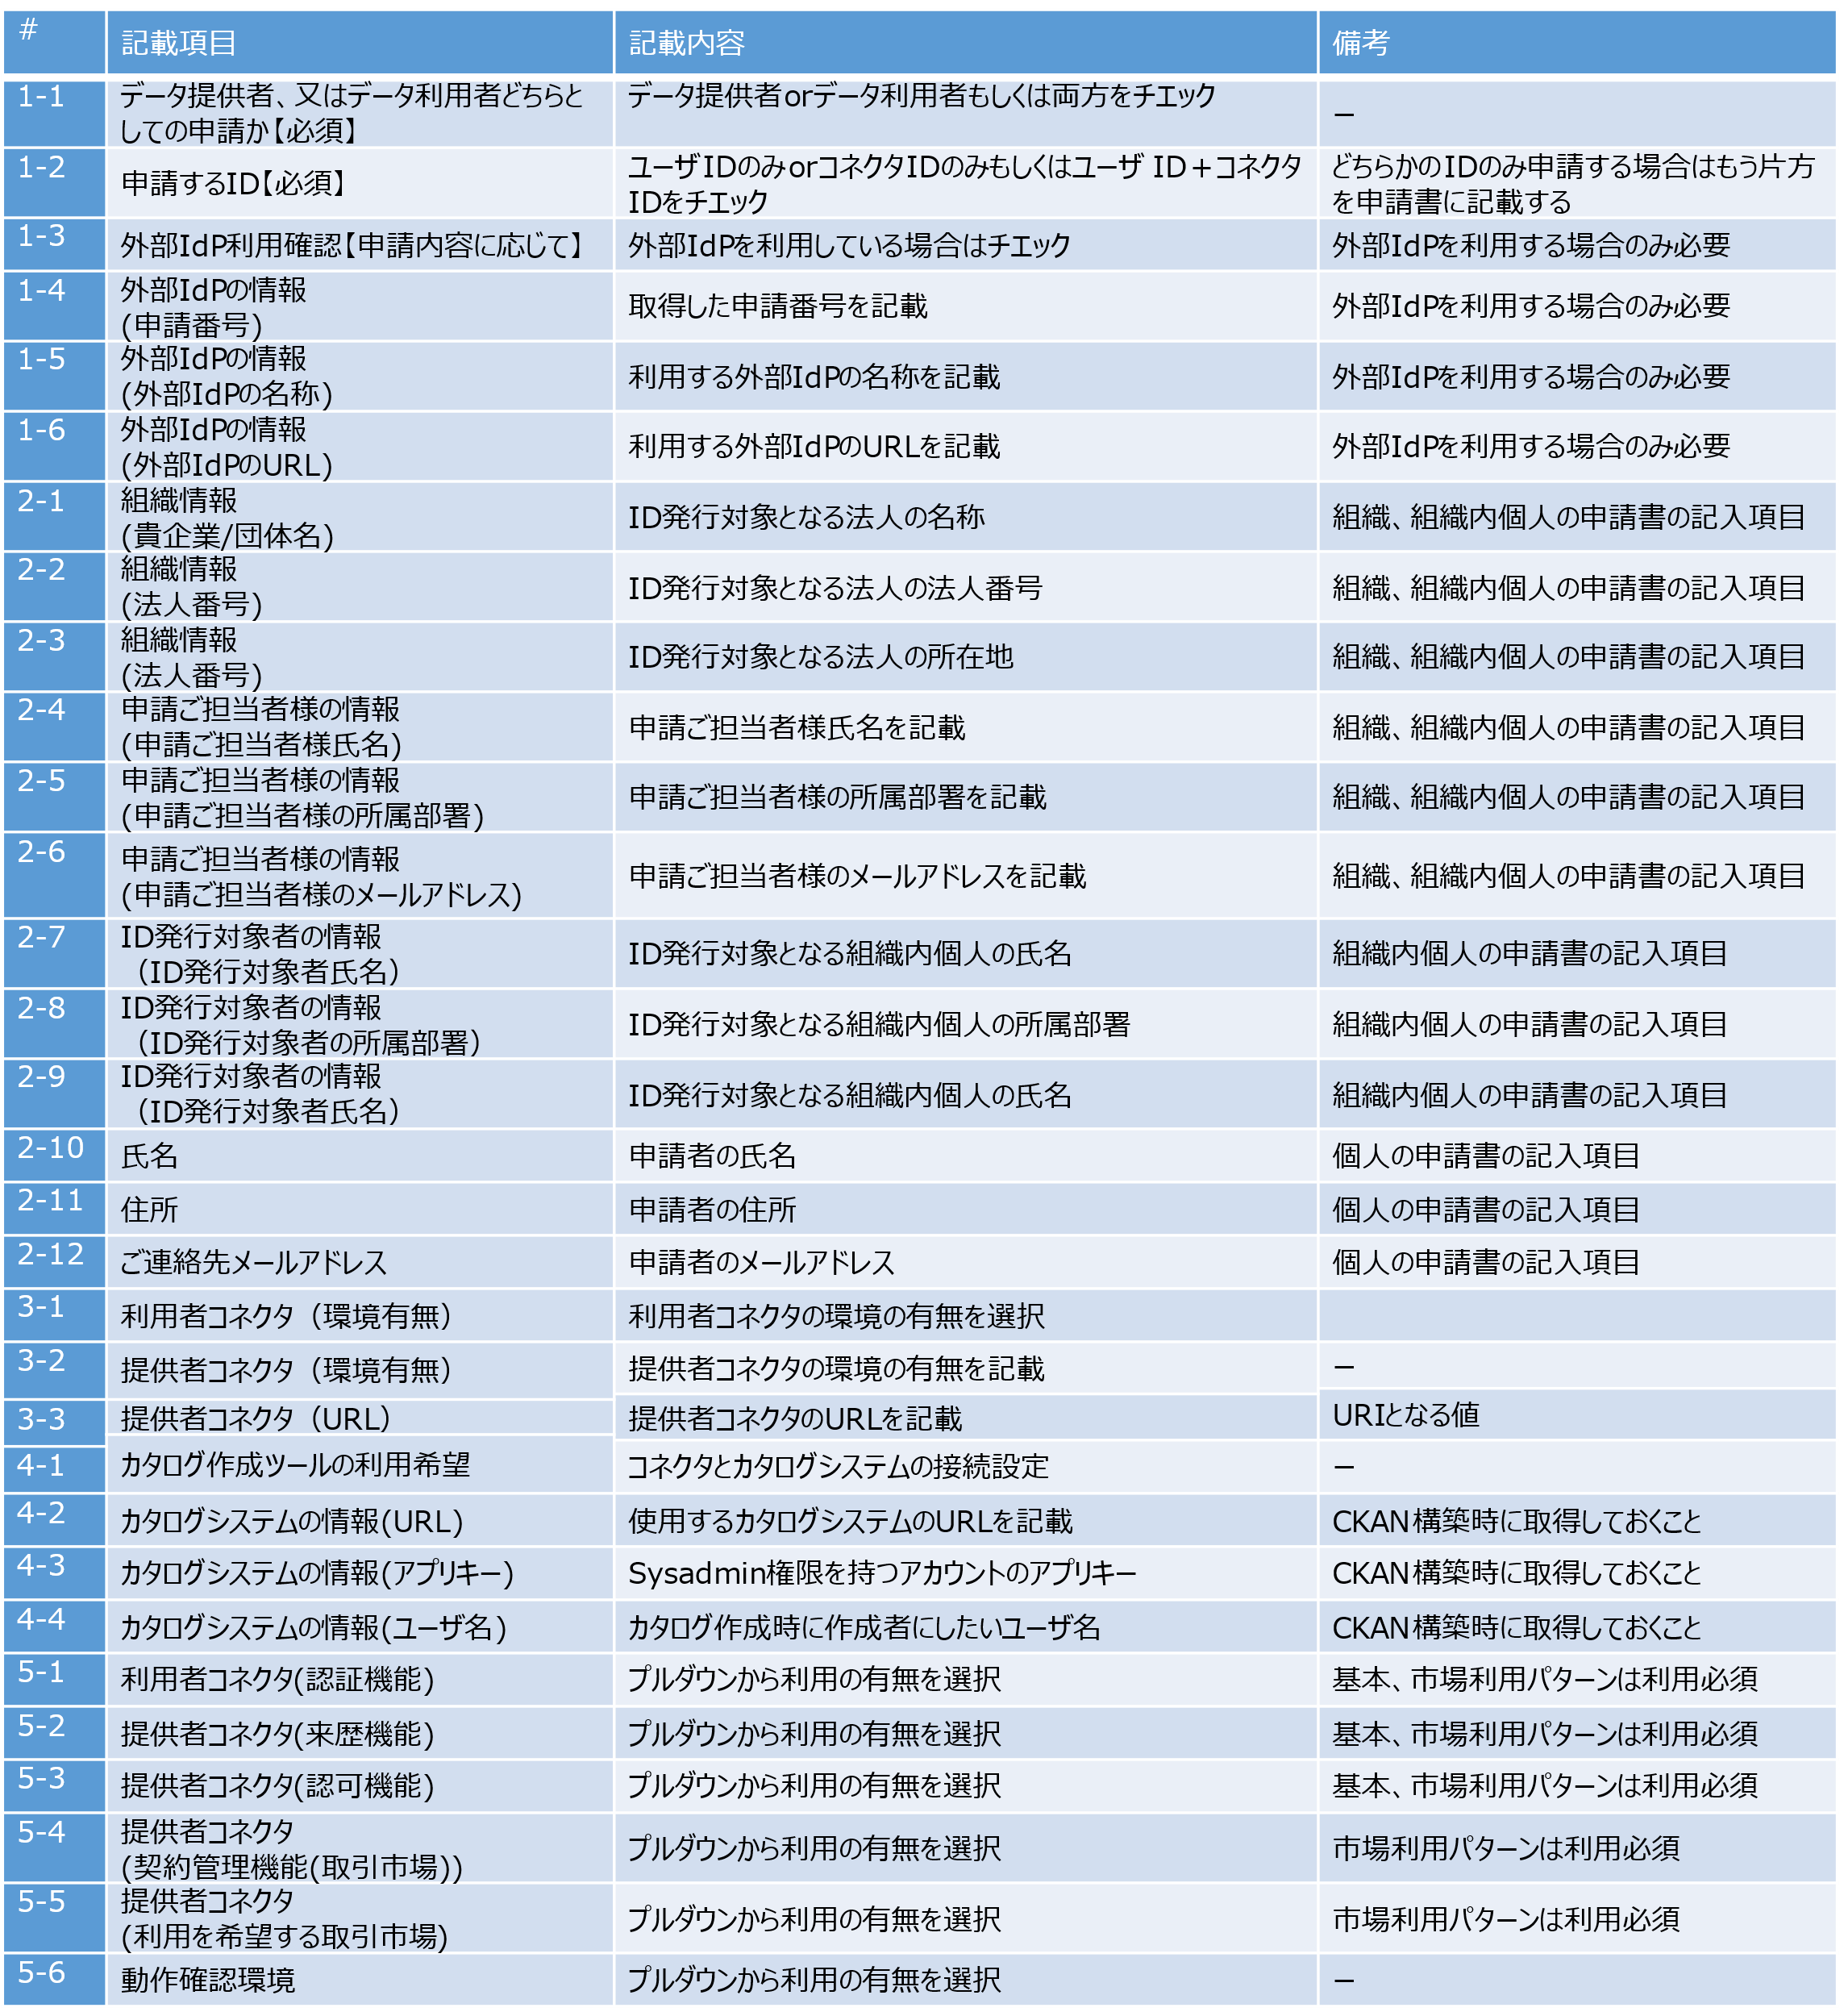 # 記載項目 記載内容 備考
1-1 データ提供者、又はデータ利用者どちらと データ提供者orデータ利用者もしくは両方をチエック －
しての申請か【必須】
1-2 申請するID【必須】 ユーザIDのみorコネクタIDのみもしくはユーザ ID＋コネクタ どちらかのIDのみ申請する場合はもう片方
IDをチエック を申請書に記載する
1-3 外部IdP利用確認【申請内容に応じて】 外部IdPを利用している場合はチエック 外部IdPを利用する場合のみ必要
1-4 外部IdPの情報 取得した申請番号を記載 外部IdPを利用する場合のみ必要
(申請番号)
1-5 外部IdPの情報 利用する外部IdPの名称を記載 外部IdPを利用する場合のみ必要
(外部IdPの名称)
1-6 外部IdPの情報 利用する外部IdPのURLを記載 外部IdPを利用する場合のみ必要
(外部IdPのURL)
2-1 組織情報 ID発行対象となる法人の名称 組織、組織内個人の申請書の記入項目
(貴企業/団体名)
2-2 組織情報 ID発行対象となる法人の法人番号 組織、組織内個人の申請書の記入項目
(法人番号)
2-3 組織情報 ID発行対象となる法人の所在地 組織、組織内個人の申請書の記入項目
(法人番号)
2-4 申請ご担当者様の情報 申請ご担当者様氏名を記載 組織、組織内個人の申請書の記入項目
(申請ご担当者様氏名)
2-5 申請ご担当者様の情報 申請ご担当者様の所属部署を記載 組織、組織内個人の申請書の記入項目
(申請ご担当者様の所属部署)
2-6 申請ご担当者様の情報 申請ご担当者様のメールアドレスを記載 組織、組織内個人の申請書の記入項目
(申請ご担当者様のメールアドレス)
2-7 ID発行対象者の情報 ID発行対象となる組織内個人の氏名 組織内個人の申請書の記入項目
（ID発行対象者氏名）
2-8 ID発行対象者の情報 ID発行対象となる組織内個人の所属部署 組織内個人の申請書の記入項目
（ID発行対象者の所属部署）
2-9 ID発行対象者の情報 ID発行対象となる組織内個人の氏名 組織内個人の申請書の記入項目
（ID発行対象者氏名）
2-10 氏名 申請者の氏名 個人の申請書の記入項目
2-11 住所 申請者の住所 個人の申請書の記入項目
2-12 ご連絡先メールアドレス 申請者のメールアドレス 個人の申請書の記入項目
3-1 利用者コネクタ（環境有無） 利用者コネクタの環境の有無を選択
3-2 提供者コネクタ（環境有無） 提供者コネクタの環境の有無を記載 －
3-3 提供者コネクタ（URL） 提供者コネクタのURLを記載 URIとなる値
4-1 カタログ作成ツールの利用希望 コネクタとカタログシステムの接続設定 －
4-2 カタログシステムの情報(URL) 使用するカタログシステムのURLを記載 CKAN構築時に取得しておくこと
4-3 カタログシステムの情報(アプリキー) Sysadmin権限を持つアカウントのアプリキー CKAN構築時に取得しておくこと
4-4 カタログシステムの情報(ユーザ名) カタログ作成時に作成者にしたいユーザ名 CKAN構築時に取得しておくこと
5-1 利用者コネクタ(認証機能) プルダウンから利用の有無を選択 基本、市場利用パターンは利用必須
5-2 提供者コネクタ(来歴機能) プルダウンから利用の有無を選択 基本、市場利用パターンは利用必須
5-3 提供者コネクタ(認可機能) プルダウンから利用の有無を選択 基本、市場利用パターンは利用必須
5-4 提供者コネクタ プルダウンから利用の有無を選択 市場利用パターンは利用必須
(契約管理機能(取引市場))
5-5 提供者コネクタ プルダウンから利用の有無を選択 市場利用パターンは利用必須
(利用を希望する取引市場)
5-6 動作確認環境 プルダウンから利用の有無を選択 －